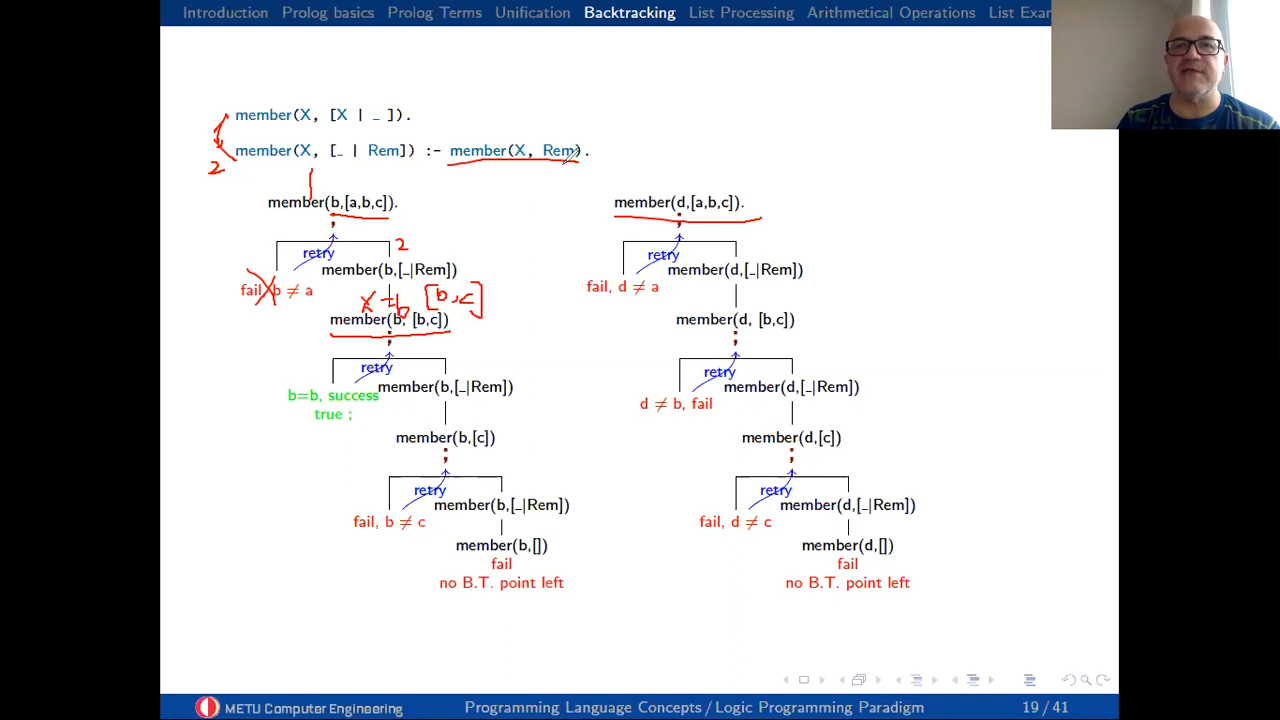 Introduction Prolog basics Prolog Terms Unification Backtracking List Processing Arithmetical Operations List Exam
member(X, [X | _ ]).
member(X, [_ | Rem]) :- member(X, Rem).
2
member(b,[a,b,c]). member(d,[a,b,c]).
; ;
retry 2 retry
member(b,[_|Rem]) member(d,[_|Rem])
fail, b ≠ a fail, d ≠ a
X = b [b,c]
member(b, [b,c]) member(d, [b,c])
; ;
retry retry
member(b,[_|Rem]) member(d,[_|Rem])
b=b, success d ≠ b, fail
true ;
member(b,[c]) member(d,[c])
; ;
retry retry
member(b,[_|Rem]) member(d,[_|Rem])
fail, b ≠ c fail, d ≠ c
member(b,[]) member(d,[])
fail fail
no B.T. point left no B.T. point left
METU Computer Engineering Programming Language Concepts/Logic Programming Paradigm 19/41